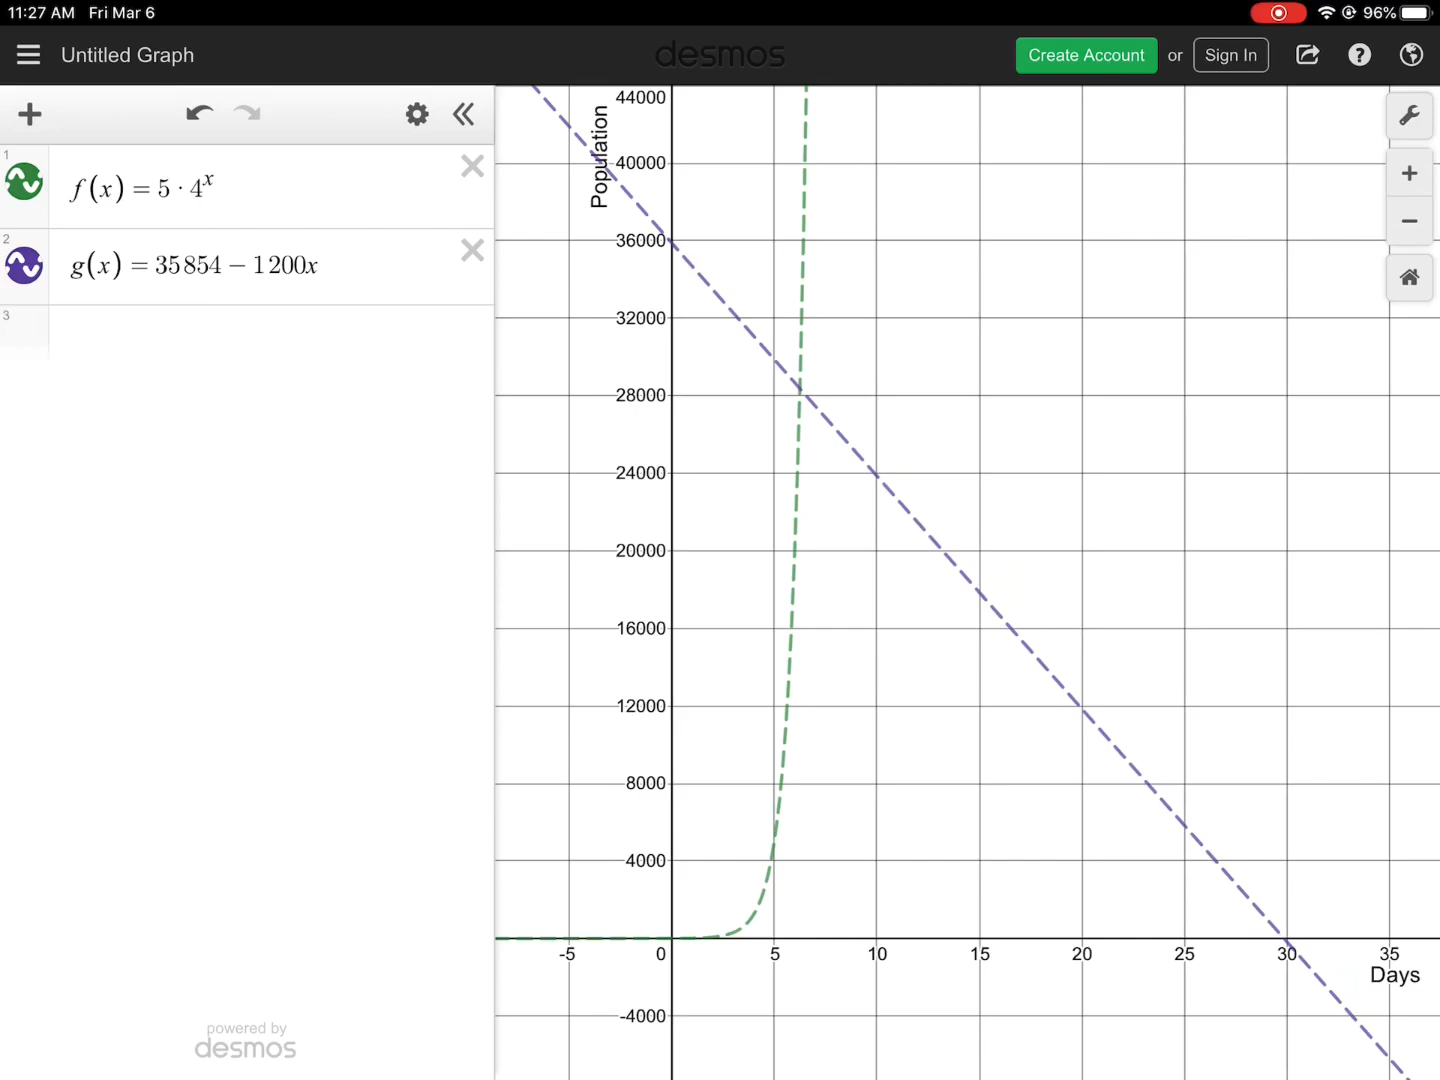 11:27 AM Fri Mar 6
96%
Untitled Graph
desmos
Create Account or Sign In
1
f(x) = 5 · 4^x
2
g(x) = 35854 − 1200x
3
powered by
desmos
Population
44000
40000
36000
32000
28000
24000
20000
16000
12000
8000
4000
-5 0 5 10 15 20 25 30 35
Days
-4000